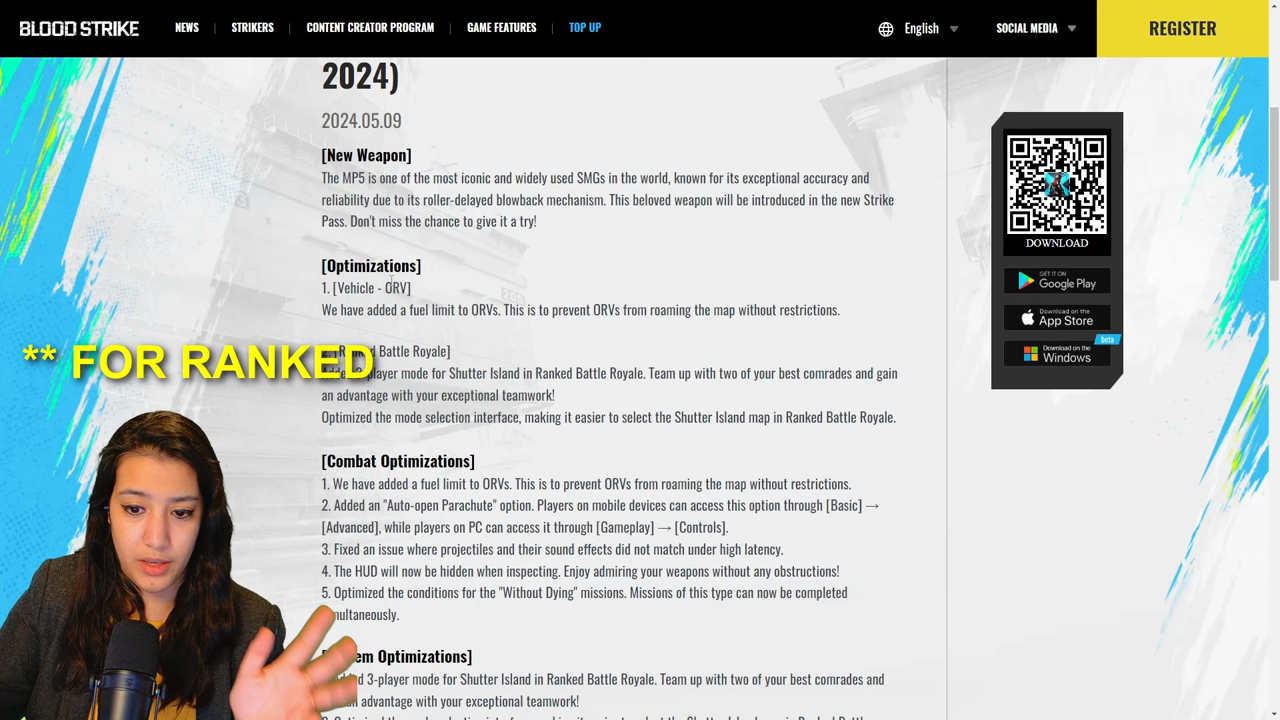 BLOOD STRIKE
NEWS
STRIKERS
CONTENT CREATOR PROGRAM
GAME FEATURES
TOP UP
English
SOCIAL MEDIA
REGISTER
2024)
2024.05.09
[New Weapon]
The MP5 is one of the most iconic and widely used SMGs in the world, known for its exceptional accuracy and
reliability due to its roller-delayed blowback mechanism. This beloved weapon will be introduced in the new Strike
Pass. Don't miss the chance to give it a try!
[Optimizations]
1. [Vehicle - ORV]
We have added a fuel limit to ORVs. This is to prevent ORVs from roaming the map without restrictions.
Battle Royale]
** FOR RANKED
player mode for Shutter Island in Ranked Battle Royale. Team up with two of your best comrades and gain
an advantage with your exceptional teamwork!
Optimized the mode selection interface, making it easier to select the Shutter Island map in Ranked Battle Royale.
[Combat Optimizations]
1. We have added a fuel limit to ORVs. This is to prevent ORVs from roaming the map without restrictions.
2. Added an "Auto-open Parachute" option. Players on mobile devices can access this option through [Basic] →
[Advanced], while players on PC can access it through [Gameplay] → [Controls].
3. Fixed an issue where projectiles and their sound effects did not match under high latency.
4. The HUD will now be hidden when inspecting. Enjoy admiring your weapons without any obstructions!
5. Optimized the conditions for the "Without Dying" missions. Missions of this type can now be completed
multaneously.
em Optimizations]
d 3-player mode for Shutter Island in Ranked Battle Royale. Team up with two of your best comrades and
an advantage with your exceptional teamwork!
DOWNLOAD
GET IT ON
Google Play
Download on the
App Store
beta
Download on the
Windows